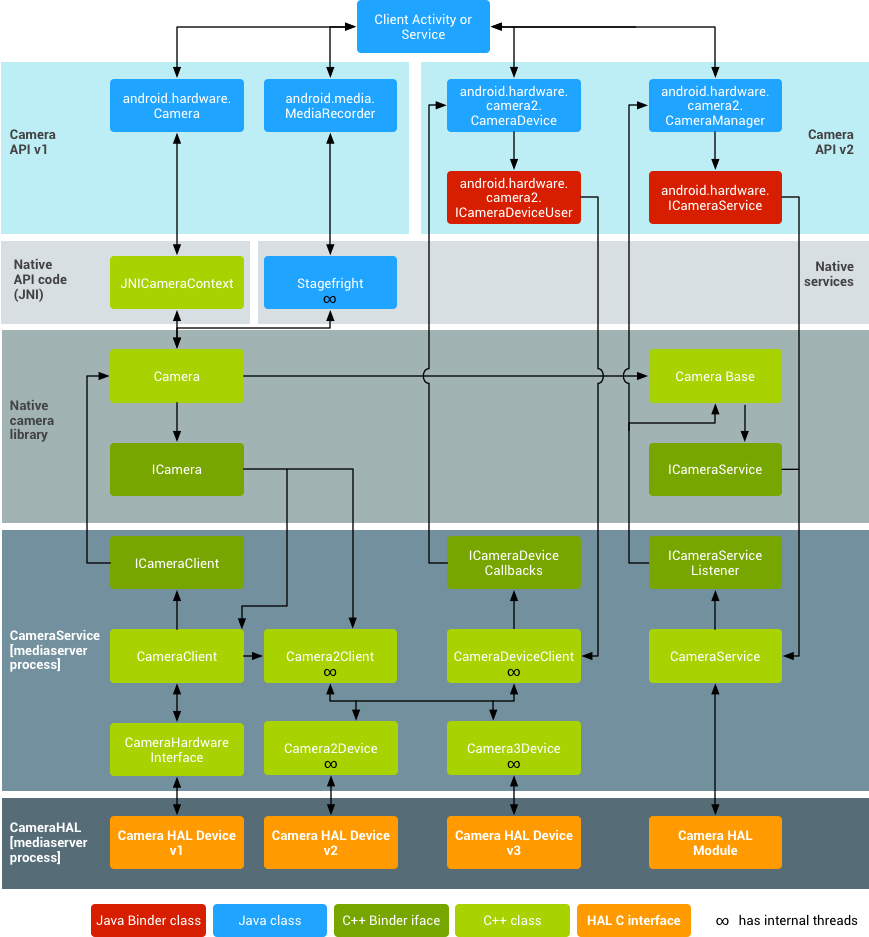 Client Activity or
Service
Camera
API v1
android.hardware.
Camera
android.media.
MediaRecorder
android.hardware.
camera2.
CameraDevice
android.hardware.
camera2.
CameraManager
Camera
API v2
android.hardware.
camera2.
ICameraDeviceUser
android.hardware.
ICameraService
Native
API code
(JNI)
JNICameraContext
Stagefright
∞
Native
services
Native
camera
library
Camera
Camera Base
ICamera
ICameraService
CameraService
[mediaserver
process]
ICameraClient
ICameraDevice
Callbacks
ICameraService
Listener
CameraClient
Camera2Client
∞
CameraDeviceClient
∞
CameraService
CameraHardware
Interface
Camera2Device
∞
Camera3Device
∞
CameraHAL
[mediaserver
process]
Camera HAL Device
v1
Camera HAL Device
v2
Camera HAL Device
v3
Camera HAL
Module
Java Binder class
Java class
C++ Binder iface
C++ class
HAL C interface
∞ has internal threads